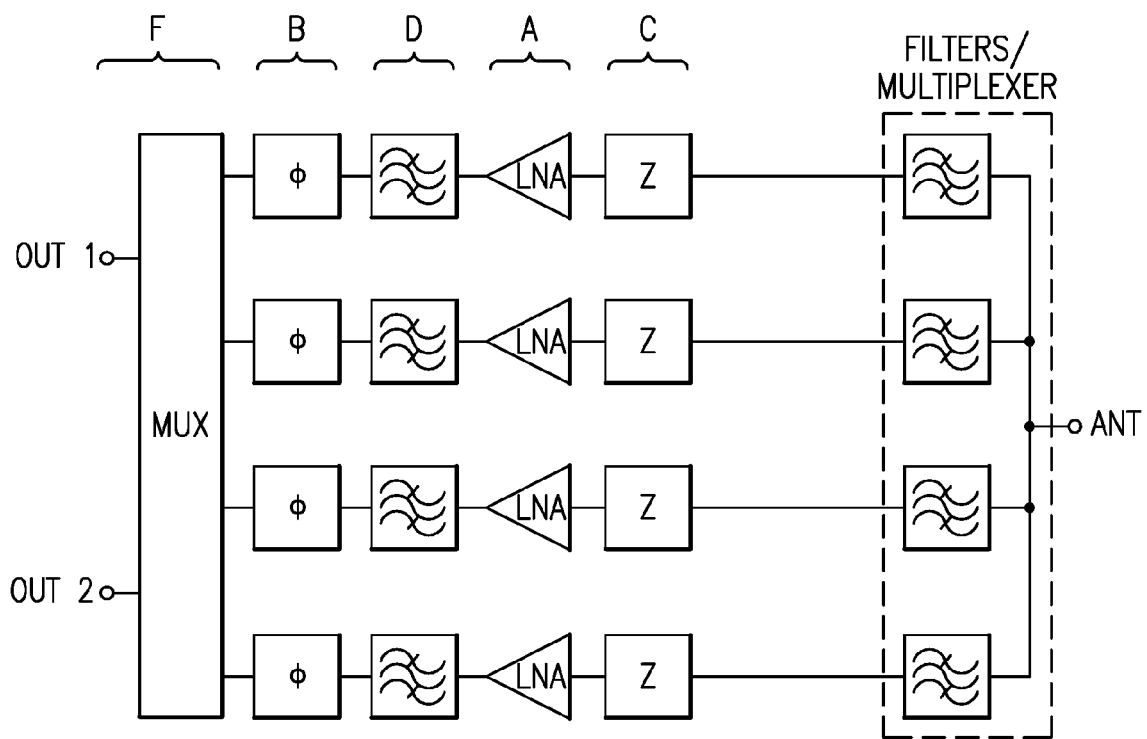 F B D A C
FILTERS/
MULTIPLEXER
ϕ LNA Z
OUT 1
ϕ LNA Z
MUX
ANT
ϕ LNA Z
OUT 2
ϕ LNA Z